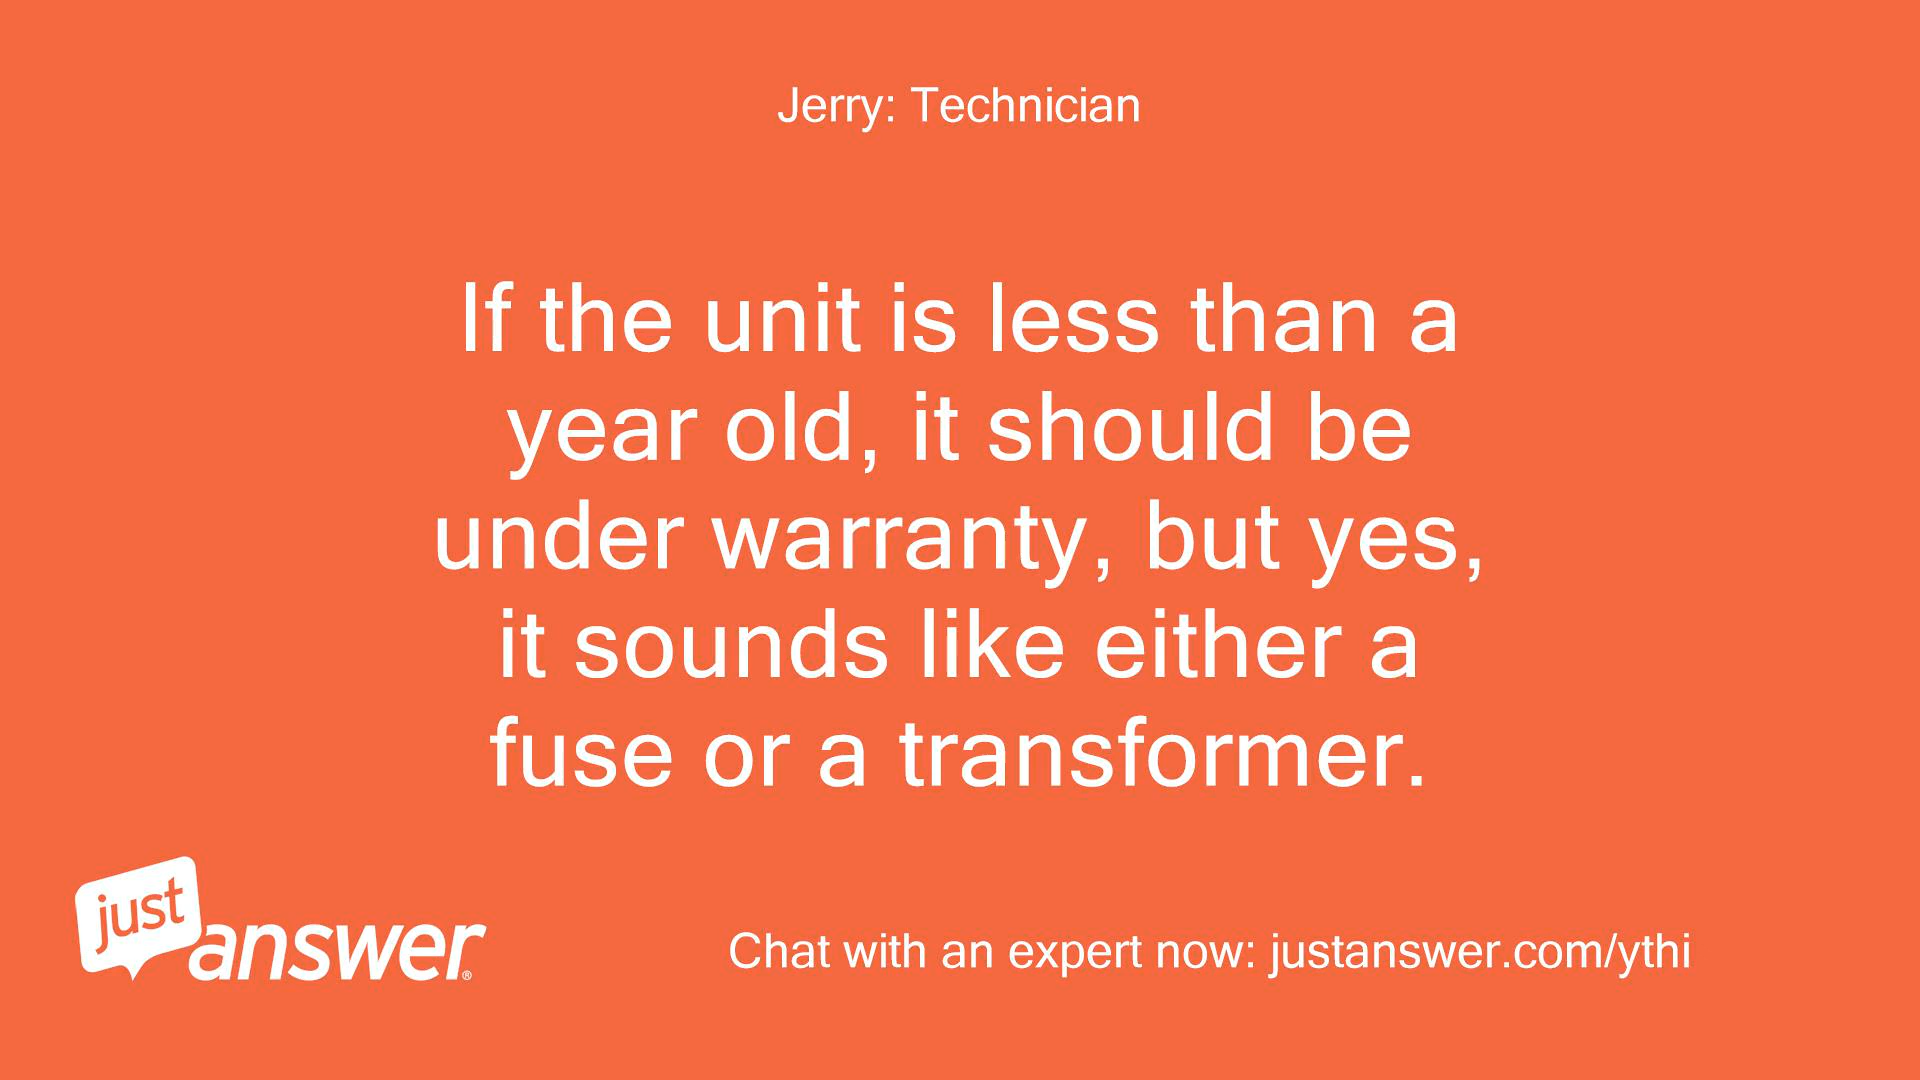 Jerry: Technician
If the unit is less than a
year old, it should be
under warranty, but yes,
it sounds like either a
fuse or a transformer.
just
answer®
Chat with an expert now: justanswer.com/ythi